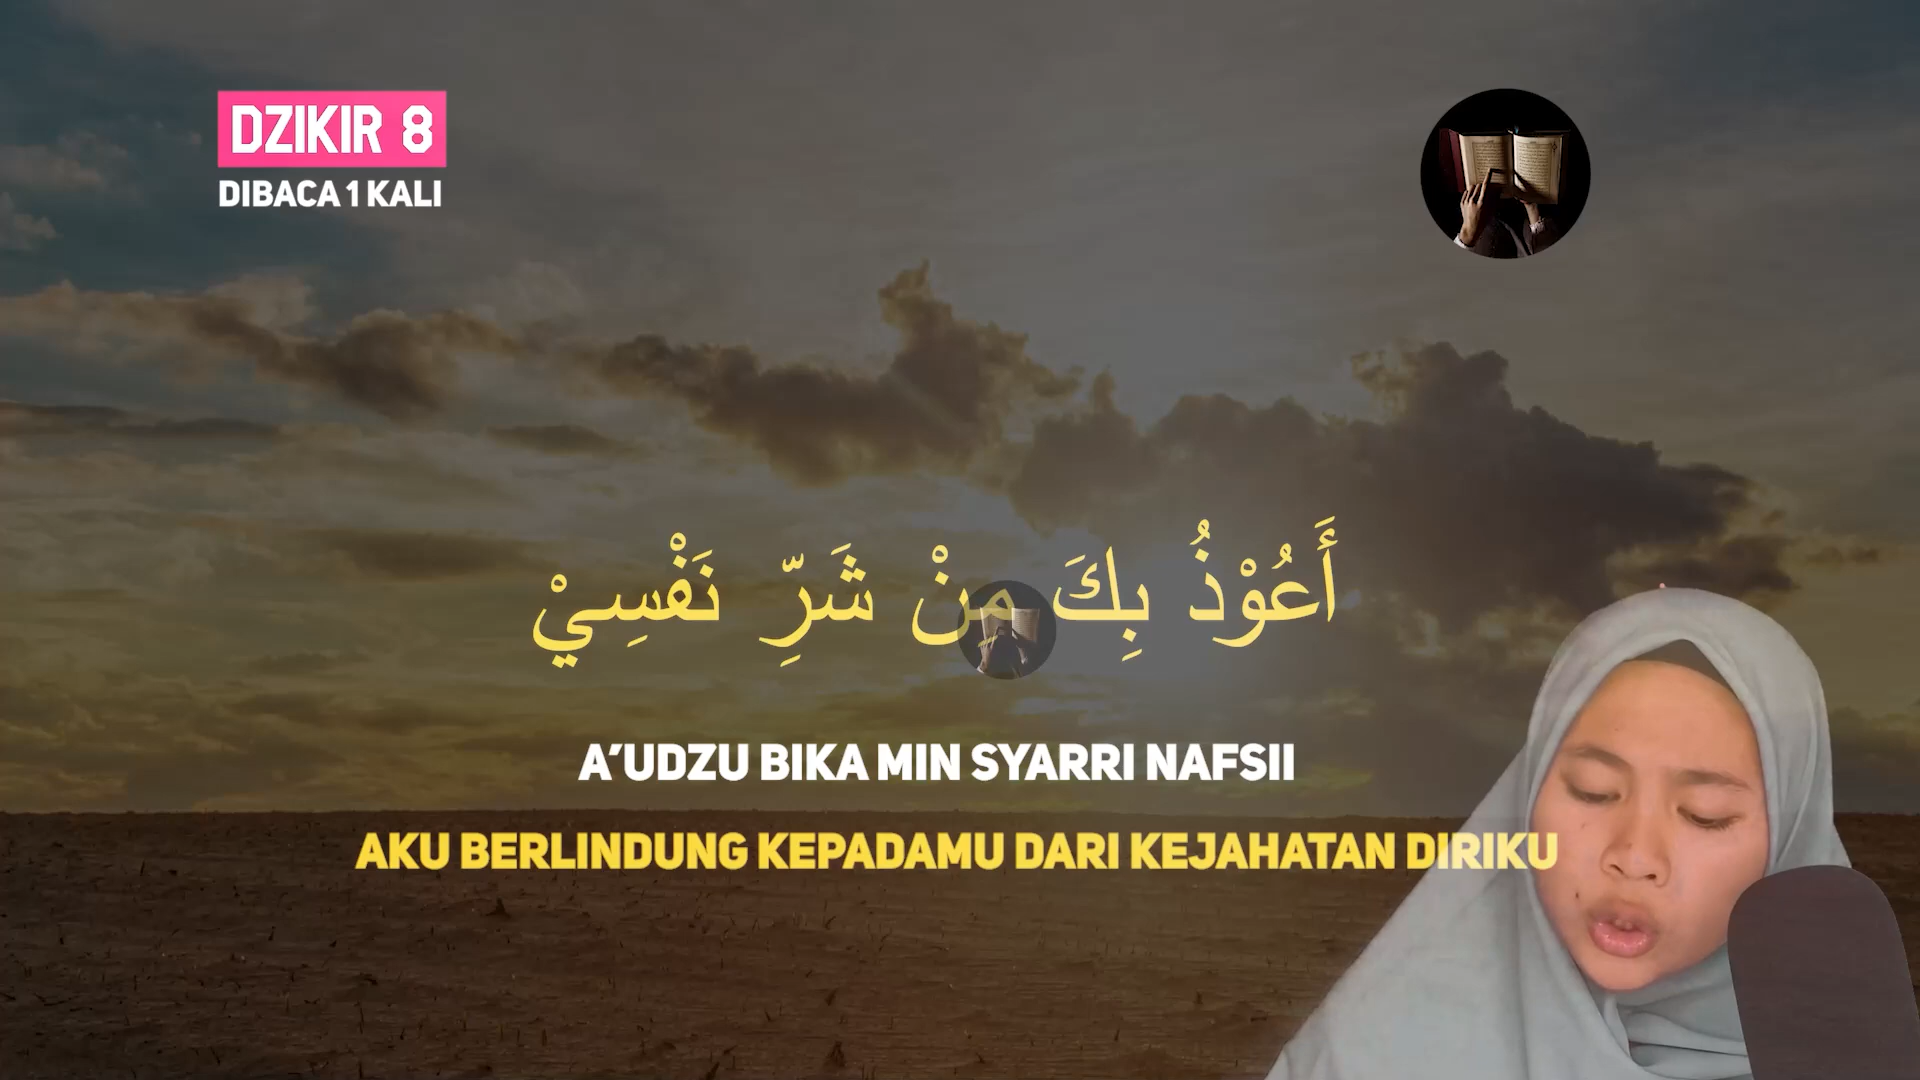 DZIKIR 8
DIBACA 1 KALI
أَعُوْذُ بِكَ مِنْ شَرِّ نَفْسِيْ
A'UDZU BIKA MIN SYARRI NAFSII
AKU BERLINDUNG KEPADAMU DARI KEJAHATAN DIRIKU